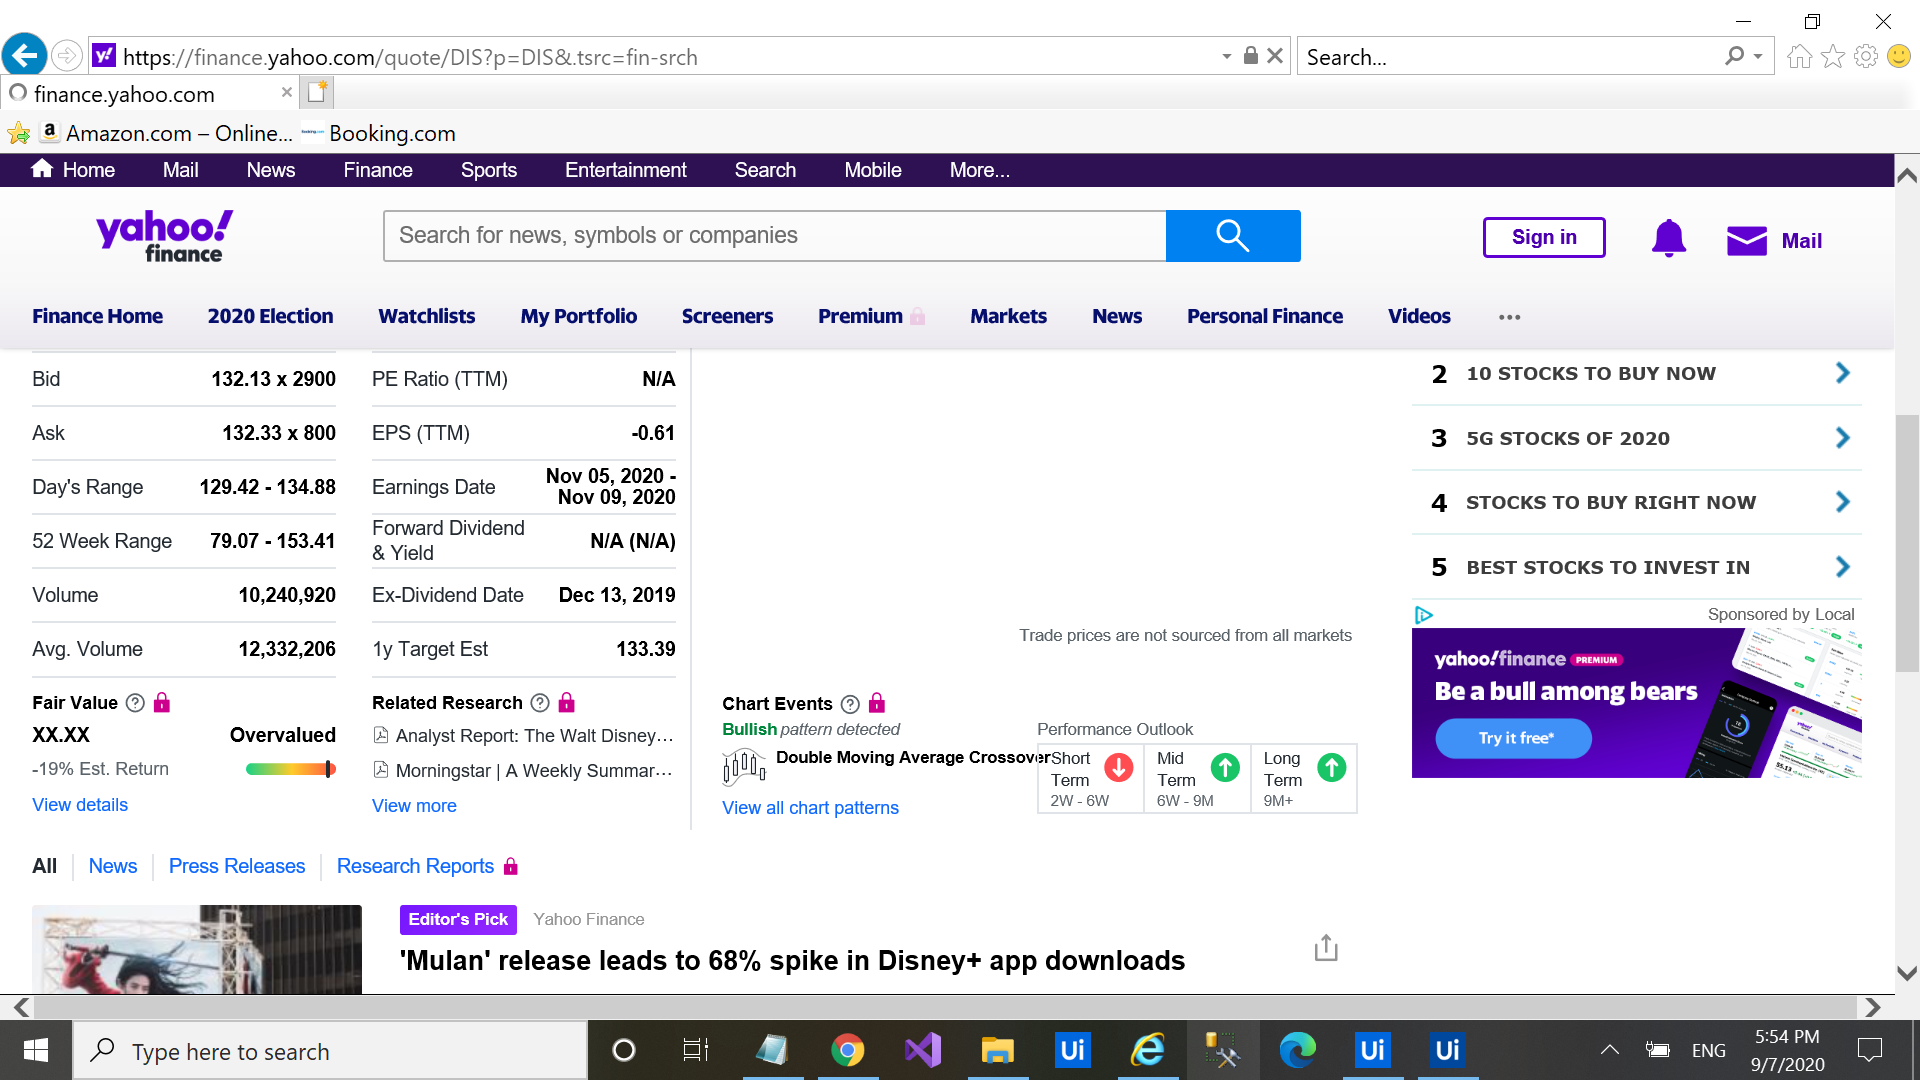 https://finance.yahoo.com/quote/DIS?p=DIS&.tsrc=fin-srch
Search...
finance.yahoo.com
Amazon.com – Online...
Booking.com
Home Mail News Finance Sports Entertainment Search Mobile More...
yahoo!
finance
Search for news, symbols or companies
Sign in
Mail
Finance Home 2020 Election Watchlists My Portfolio Screeners Premium Markets News Personal Finance Videos ...
Bid 132.13 x 2900
Ask 132.33 x 800
Day's Range 129.42 - 134.88
52 Week Range 79.07 - 153.41
Volume 10,240,920
Avg. Volume 12,332,206
PE Ratio (TTM) N/A
EPS (TTM) -0.61
Earnings Date Nov 05, 2020 -
Nov 09, 2020
Forward Dividend
& Yield N/A (N/A)
Ex-Dividend Date Dec 13, 2019
1y Target Est 133.39
Fair Value ?
XX.XX Overvalued
-19% Est. Return
View details
Related Research ?
Analyst Report: The Walt Disney...
Morningstar | A Weekly Summar...
View more
Trade prices are not sourced from all markets
Chart Events ?
Bullish pattern detected
Double Moving Average Crossover
View all chart patterns
Performance Outlook
Short
Term
2W - 6W
Mid
Term
6W - 9M
Long
Term
9M+
2 10 STOCKS TO BUY NOW
3 5G STOCKS OF 2020
4 STOCKS TO BUY RIGHT NOW
5 BEST STOCKS TO INVEST IN
Sponsored by Local
yahoo!finance PREMIUM
Be a bull among bears
Try it free*
All News Press Releases Research Reports
Editor's Pick Yahoo Finance
'Mulan' release leads to 68% spike in Disney+ app downloads
Type here to search
Ui
Ui
Ui
ENG
5:54 PM
9/7/2020